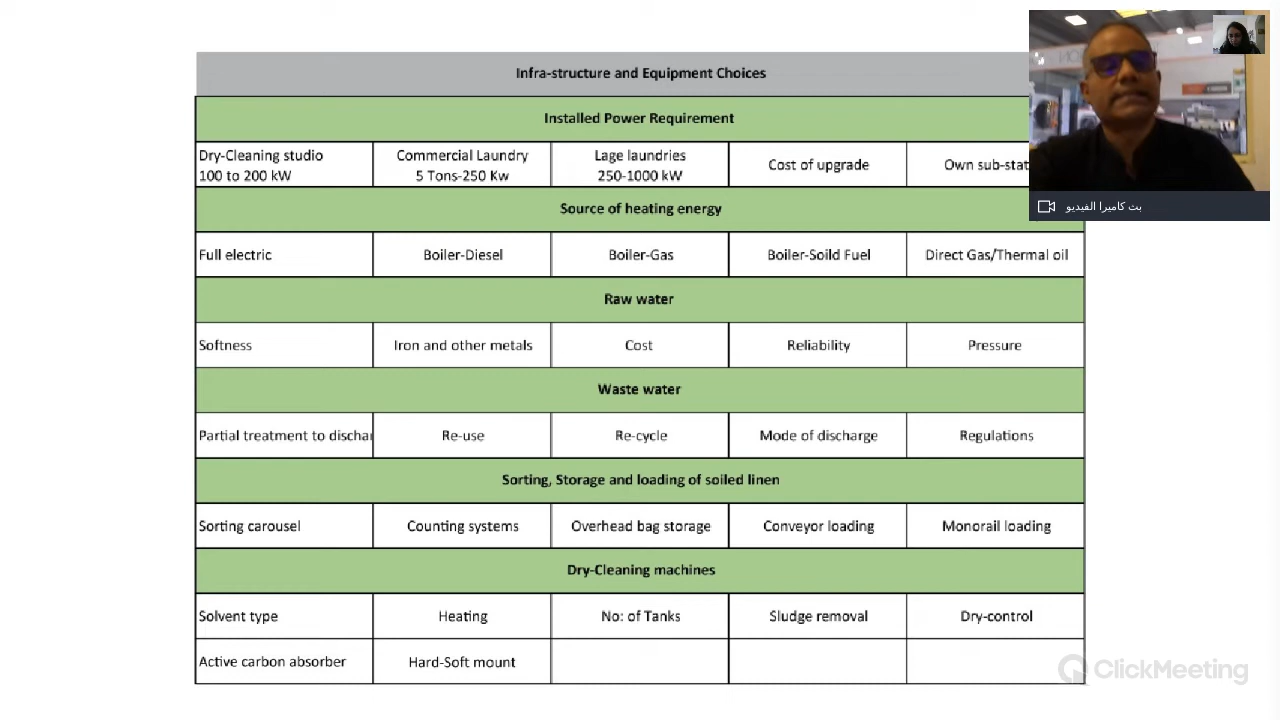 Infra-structure and Equipment Choices
Installed Power Requirement
Dry-Cleaning studio
100 to 200 kW
Commercial Laundry
5 Tons-250 Kw
Lage laundries
250-1000 kW
Cost of upgrade
Own sub-stat
Source of heating energy
Full electric
Boiler-Diesel
Boiler-Gas
Boiler-Soild Fuel
Direct Gas/Thermal oil
Raw water
Softness
Iron and other metals
Cost
Reliability
Pressure
Waste water
Partial treatment to dischar
Re-use
Re-cycle
Mode of discharge
Regulations
Sorting, Storage and loading of soiled linen
Sorting carousel
Counting systems
Overhead bag storage
Conveyor loading
Monorail loading
Dry-Cleaning machines
Solvent type
Heating
No: of Tanks
Sludge removal
Dry-control
Active carbon absorber
Hard-Soft mount
بث كاميرا الفيديو
ClickMeeting